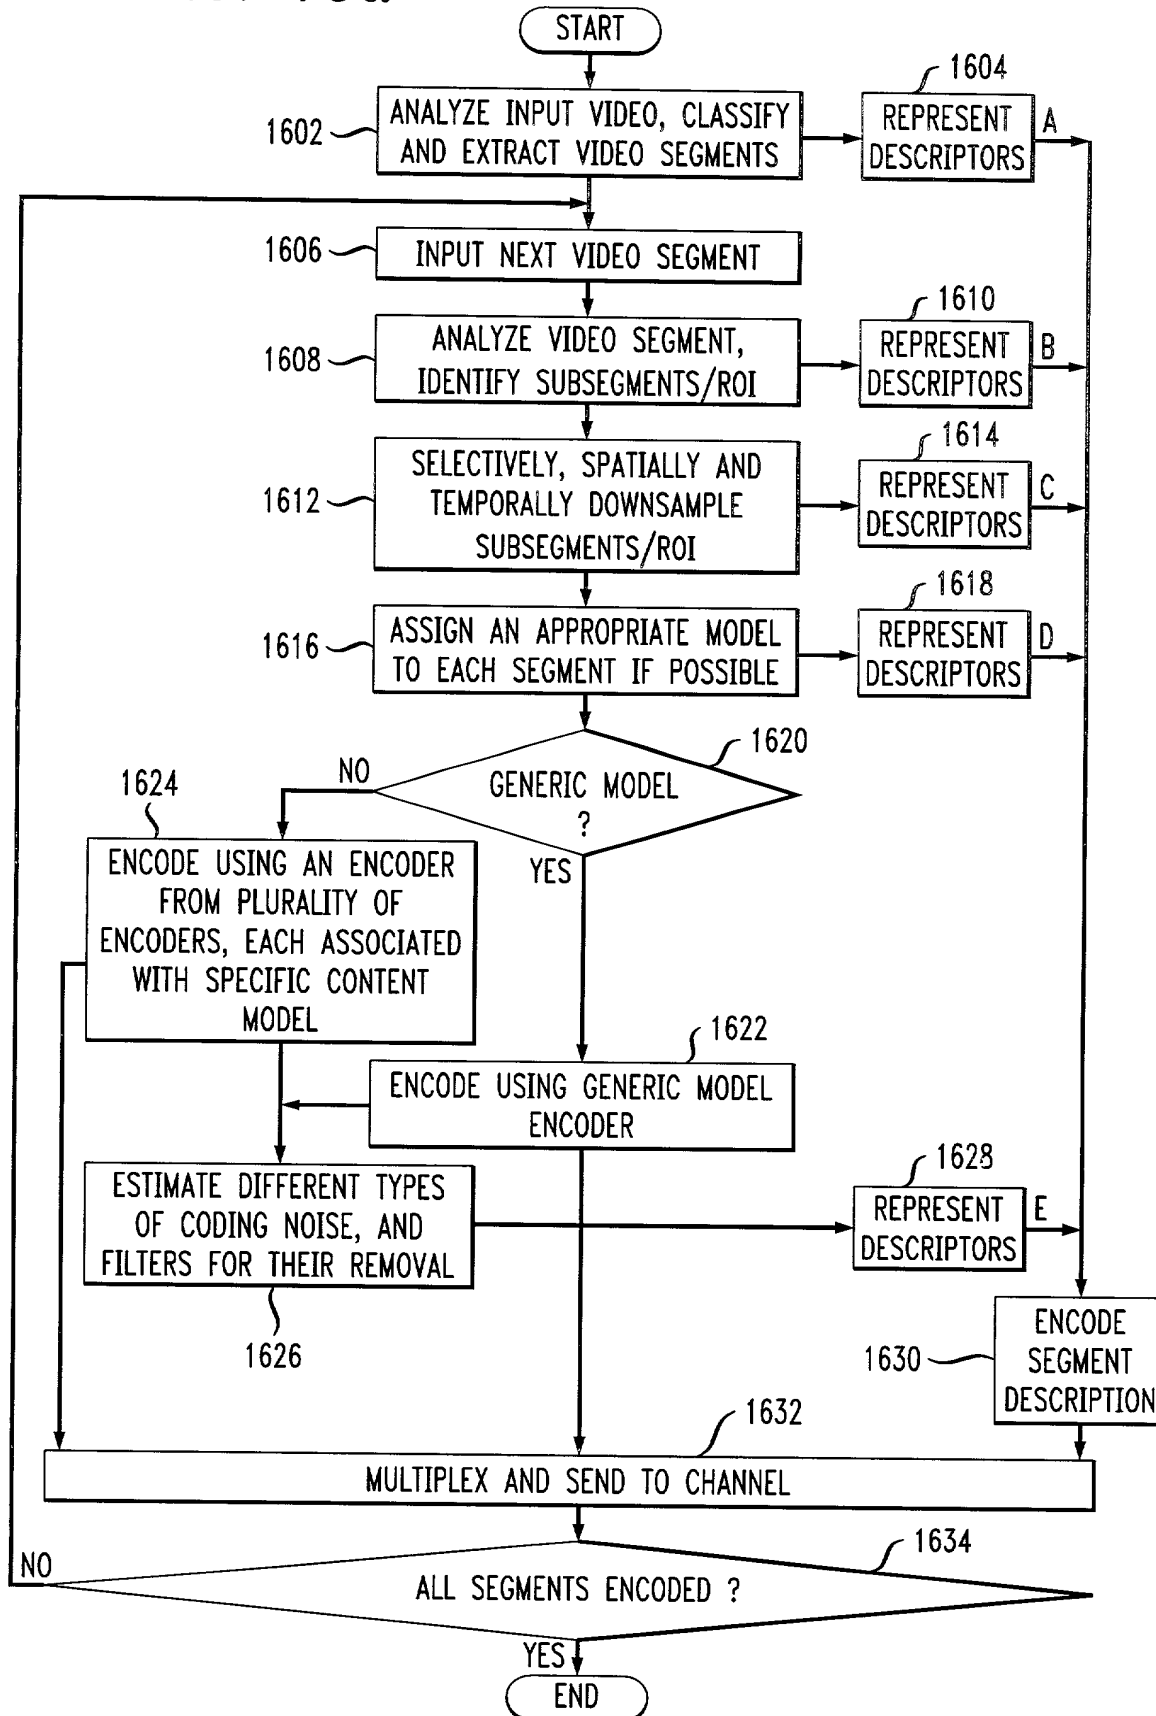 START
1602
ANALYZE INPUT VIDEO, CLASSIFY
AND EXTRACT VIDEO SEGMENTS
1604
REPRESENT
DESCRIPTORS
A
1606
INPUT NEXT VIDEO SEGMENT
1608
ANALYZE VIDEO SEGMENT,
IDENTIFY SUBSEGMENTS/ROI
1610
REPRESENT
DESCRIPTORS
B
1612
SELECTIVELY, SPATIALLY AND
TEMPORALLY DOWNSAMPLE
SUBSEGMENTS/ROI
1614
REPRESENT
DESCRIPTORS
C
1616
ASSIGN AN APPROPRIATE MODEL
TO EACH SEGMENT IF POSSIBLE
1618
REPRESENT
DESCRIPTORS
D
1620
GENERIC MODEL
?
NO
YES
1624
ENCODE USING AN ENCODER
FROM PLURALITY OF
ENCODERS, EACH ASSOCIATED
WITH SPECIFIC CONTENT
MODEL
1622
ENCODE USING GENERIC MODEL
ENCODER
ESTIMATE DIFFERENT TYPES
OF CODING NOISE, AND
FILTERS FOR THEIR REMOVAL
1626
1628
REPRESENT
DESCRIPTORS
E
1630
ENCODE
SEGMENT
DESCRIPTION
1632
MULTIPLEX AND SEND TO CHANNEL
1634
ALL SEGMENTS ENCODED ?
NO
YES
END